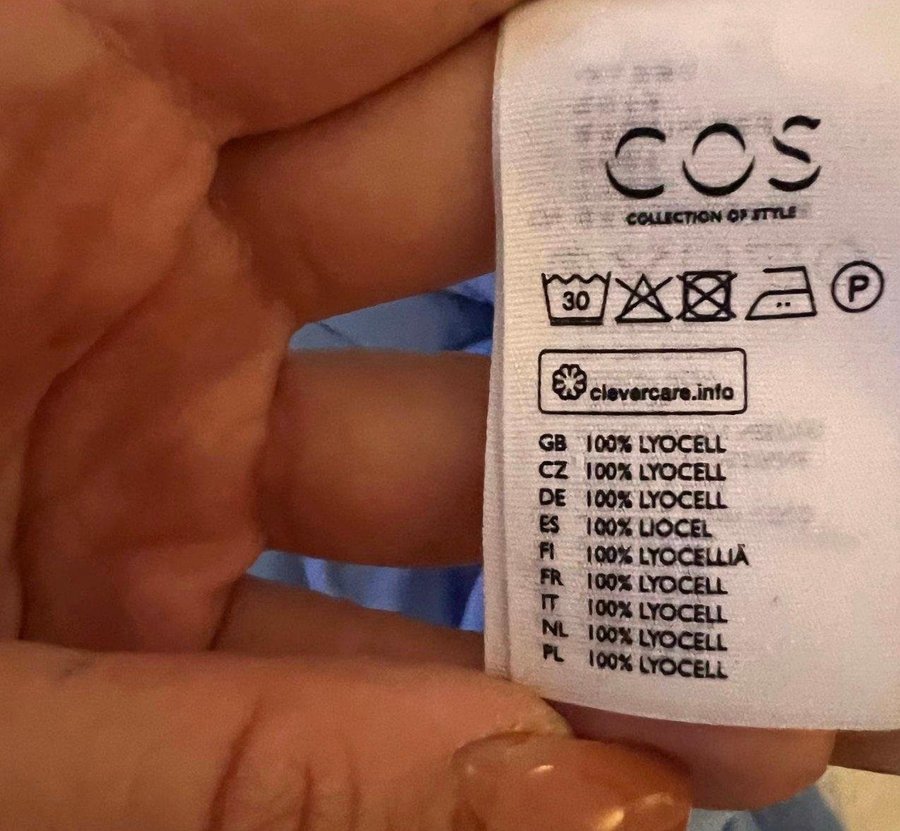 COS
COLLECTION OF STYLE
30 P
clevercare.info
GB 100% LYOCELL
CZ 100% LYOCELL
DE 100% LYOCELL
ES 100% LIOCEL
FI 100% LYOCELLIÄ
FR 100% LYOCELL
IT 100% LYOCELL
NL 100% LYOCELL
PL 100% LYOCELL